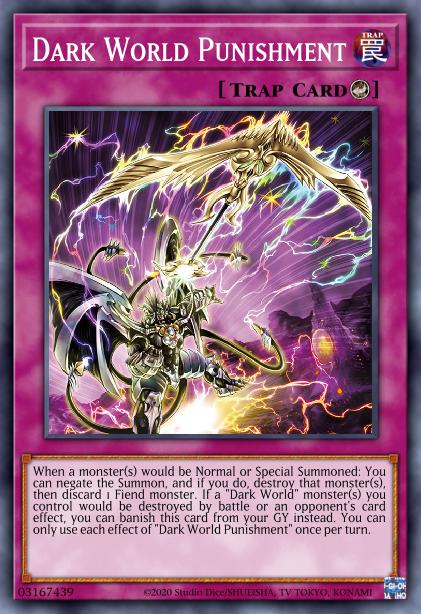 Dark World Punishment
TRAP
罠
[Trap Card]
When a monster(s) would be Normal or Special Summoned: You
can negate the Summon, and if you do, destroy that monster(s),
then discard 1 Fiend monster. If a "Dark World" monster(s) you
control would be destroyed by battle or an opponent's card
effect, you can banish this card from your GY instead. You can
only use each effect of "Dark World Punishment" once per turn.
03167439 ©2020 Studio Dice/SHUEISHA, TV TOKYO, KONAMI